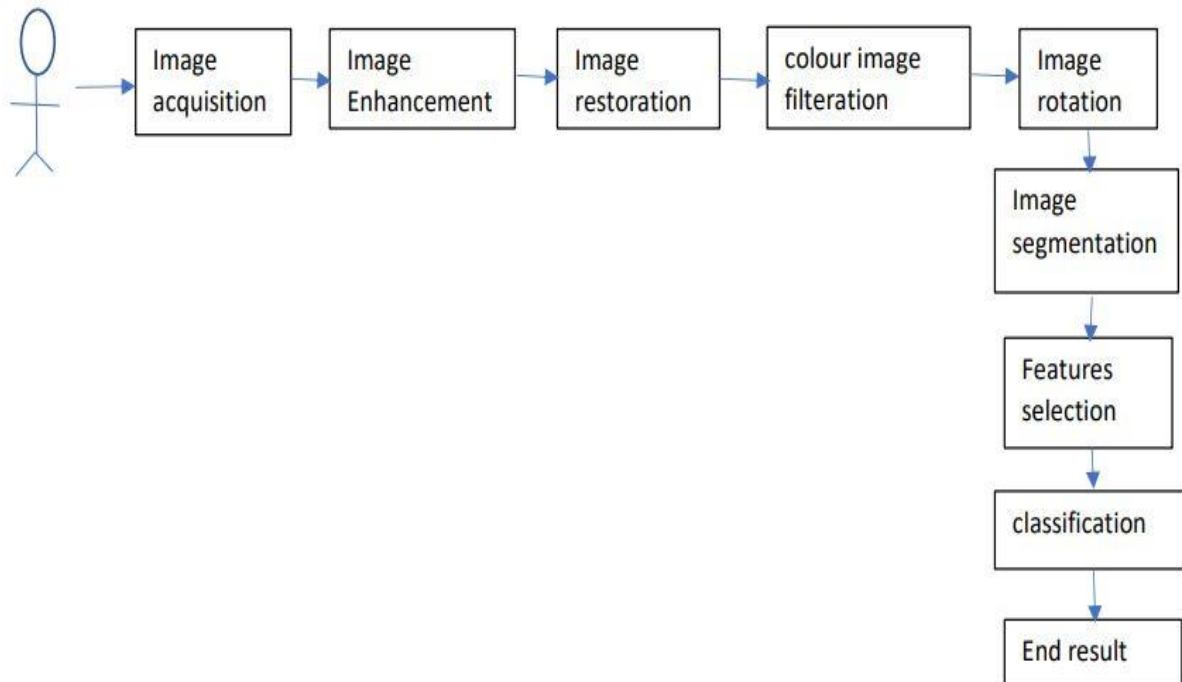 Image
acquisition
Image
Enhancement
Image
restoration
colour image
filteration
Image
rotation
Image
segmentation
Features
selection
classification
End result